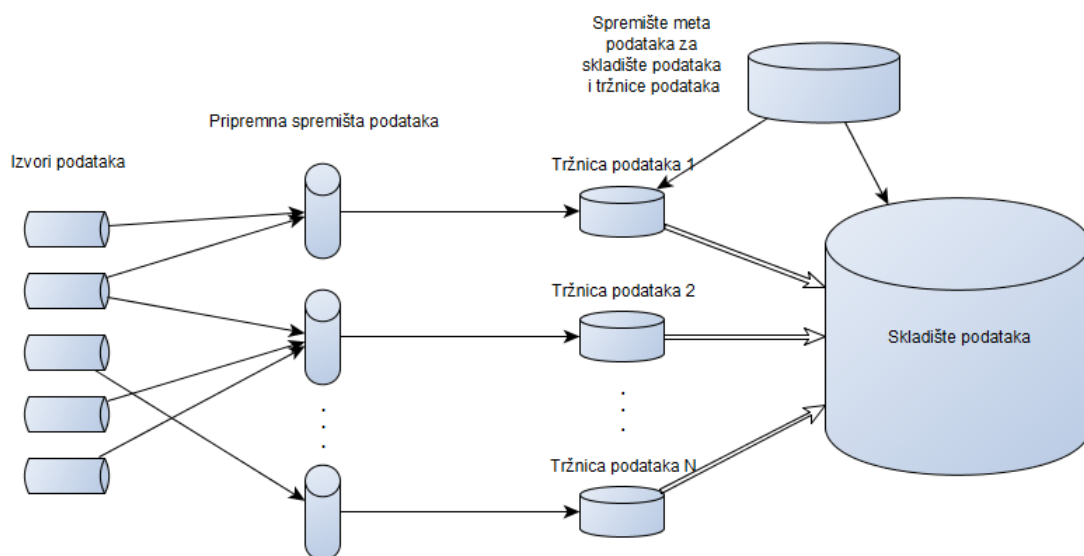 Spremište meta
podataka za
skladište podataka
i tržnice podataka
Pripremna spremišta podataka
Izvori podataka
Tržnica podataka 1
Tržnica podataka 2
Skladište podataka
Tržnica podataka N